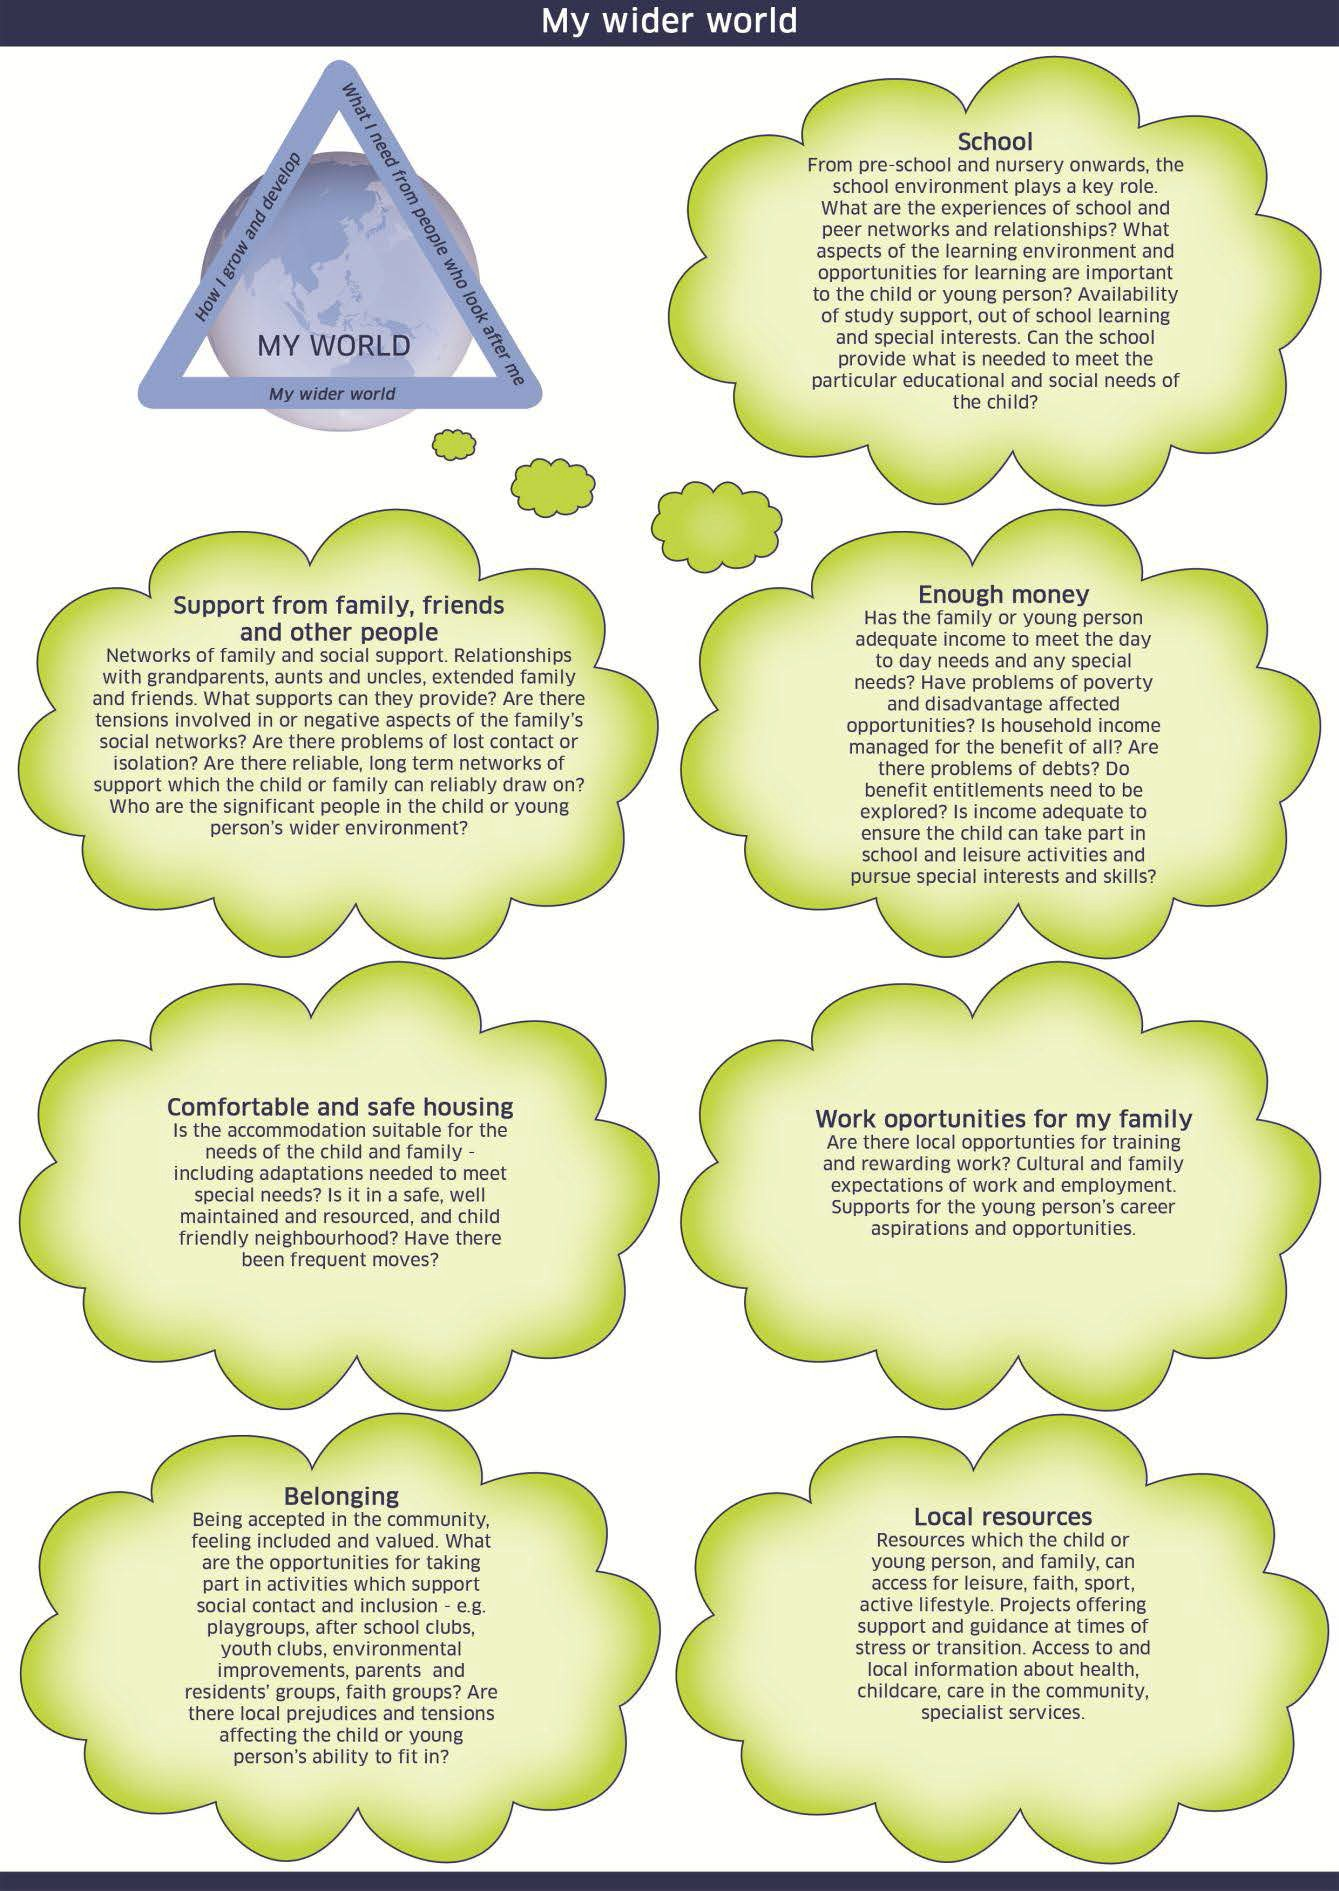 My wider world
How I grow and develop
What I need from people who look after me
MY WORLD
My wider world
School
From pre-school and nursery onwards, the
school environment plays a key role.
What are the experiences of school and
peer networks and relationships? What
aspects of the learning environment and
opportunities for learning are important
to the child or young person? Availability
of study support, out of school learning
and special interests. Can the school
provide what is needed to meet the
particular educational and social needs of
the child?
Support from family, friends
and other people
Networks of family and social support. Relationships
with grandparents, aunts and uncles, extended family
and friends. What supports can they provide? Are there
tensions involved in or negative aspects of the family's
social networks? Are there problems of lost contact or
isolation? Are there reliable, long term networks of
support which the child or family can reliably draw on?
Who are the significant people in the child or young
person's wider environment?
Enough money
Has the family or young person
adequate income to meet the day
to day needs and any special
needs? Have problems of poverty
and disadvantage affected
opportunities? Is household income
managed for the benefit of all? Are
there problems of debts? Do
benefit entitlements need to be
explored? Is income adequate to
ensure the child can take part in
school and leisure activities and
pursue special interests and skills?
Comfortable and safe housing
Is the accommodation suitable for the
needs of the child and family -
including adaptations needed to meet
special needs? Is it in a safe, well
maintained and resourced, and child
friendly neighbourhood? Have there
been frequent moves?
Work oportunities for my family
Are there local opportunties for training
and rewarding work? Cultural and family
expectations of work and employment.
Supports for the young person's career
aspirations and opportunities.
Belonging
Being accepted in the community,
feeling included and valued. What
are the opportunities for taking
part in activities which support
social contact and inclusion - e.g.
playgroups, after school clubs,
youth clubs, environmental
improvements, parents and
residents' groups, faith groups? Are
there local prejudices and tensions
affecting the child or young
person's ability to fit in?
Local resources
Resources which the child or
young person, and family, can
access for leisure, faith, sport,
active lifestyle. Projects offering
support and guidance at times of
stress or transition. Access to and
local information about health,
childcare, care in the community,
specialist services.